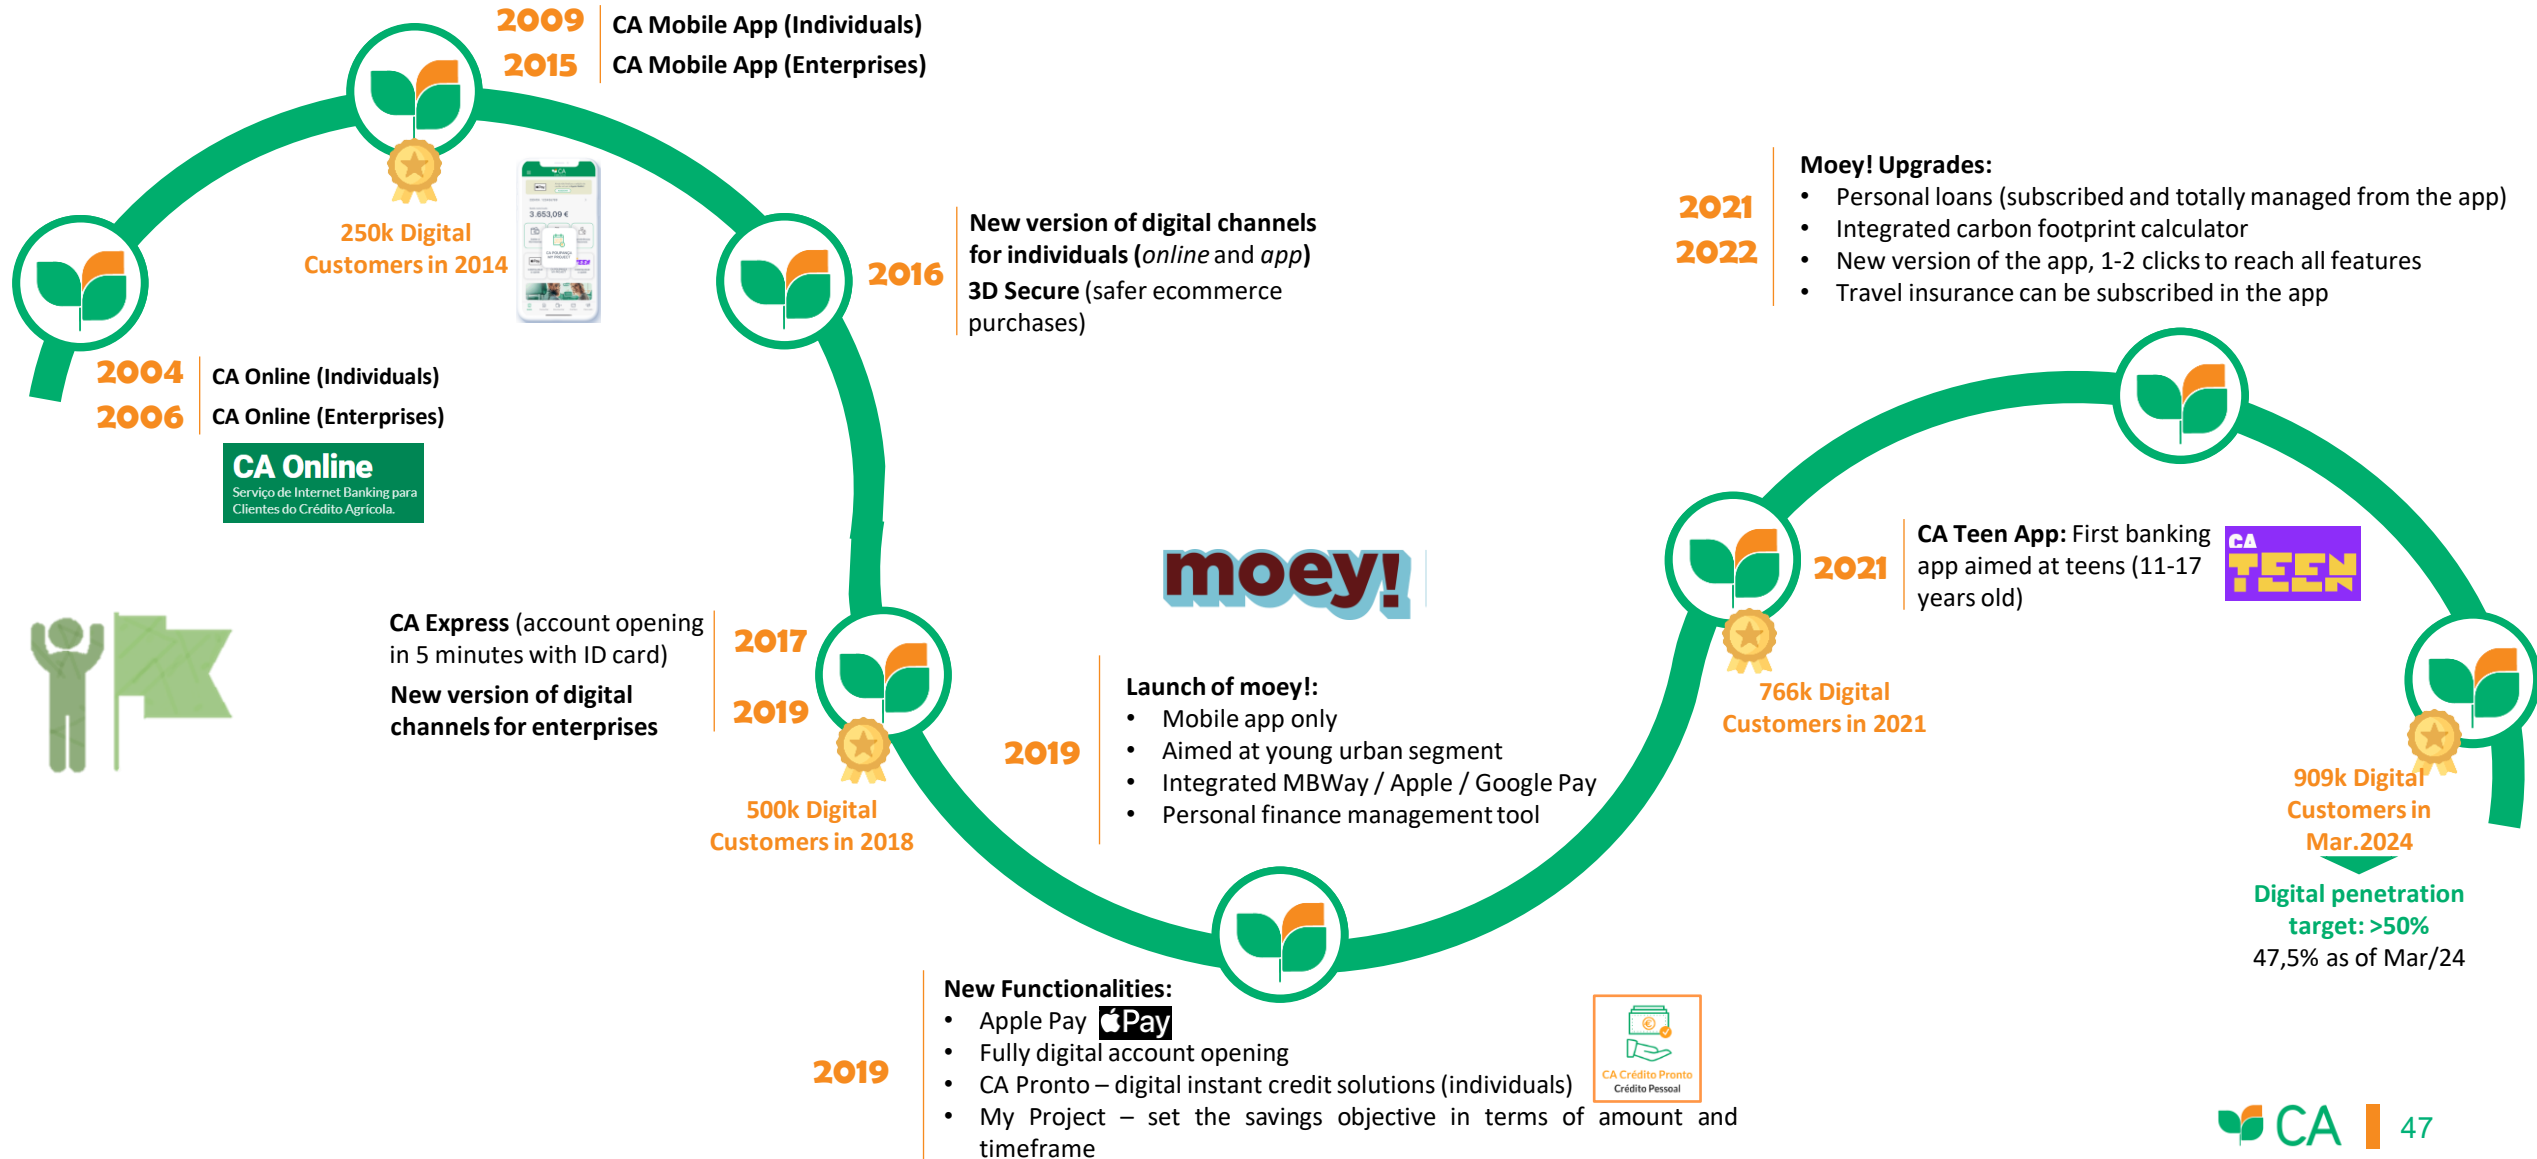 2009 CA Mobile App (Individuals)
2015 CA Mobile App (Enterprises)
250k Digital
Customers in 2014
CA
3.653,09 €
2004 CA Online (Individuals)
2006 CA Online (Enterprises)
CA Online
Serviço de Internet Banking para
Clientes do Crédito Agrícola.
2016
New version of digital channels
for individuals (online and app)
3D Secure (safer ecommerce
purchases)
CA Express (account opening
in 5 minutes with ID card)
2017
New version of digital
channels for enterprises
2019
500k Digital
Customers in 2018
moey!
2019
Launch of moey!:
• Mobile app only
• Aimed at young urban segment
• Integrated MBWay / Apple / Google Pay
• Personal finance management tool
2019
New Functionalities:
• Apple Pay Pay
• Fully digital account opening
• CA Pronto – digital instant credit solutions (individuals)
• My Project – set the savings objective in terms of amount and
timeframe
CA Crédito Pronto
Crédito Pessoal
2021
CA Teen App: First banking
app aimed at teens (11-17
years old)
CA
TEEN
766k Digital
Customers in 2021
2021
2022
Moey! Upgrades:
• Personal loans (subscribed and totally managed from the app)
• Integrated carbon footprint calculator
• New version of the app, 1-2 clicks to reach all features
• Travel insurance can be subscribed in the app
909k Digital
Customers in
Mar.2024
Digital penetration
target: >50%
47,5% as of Mar/24
CA 47